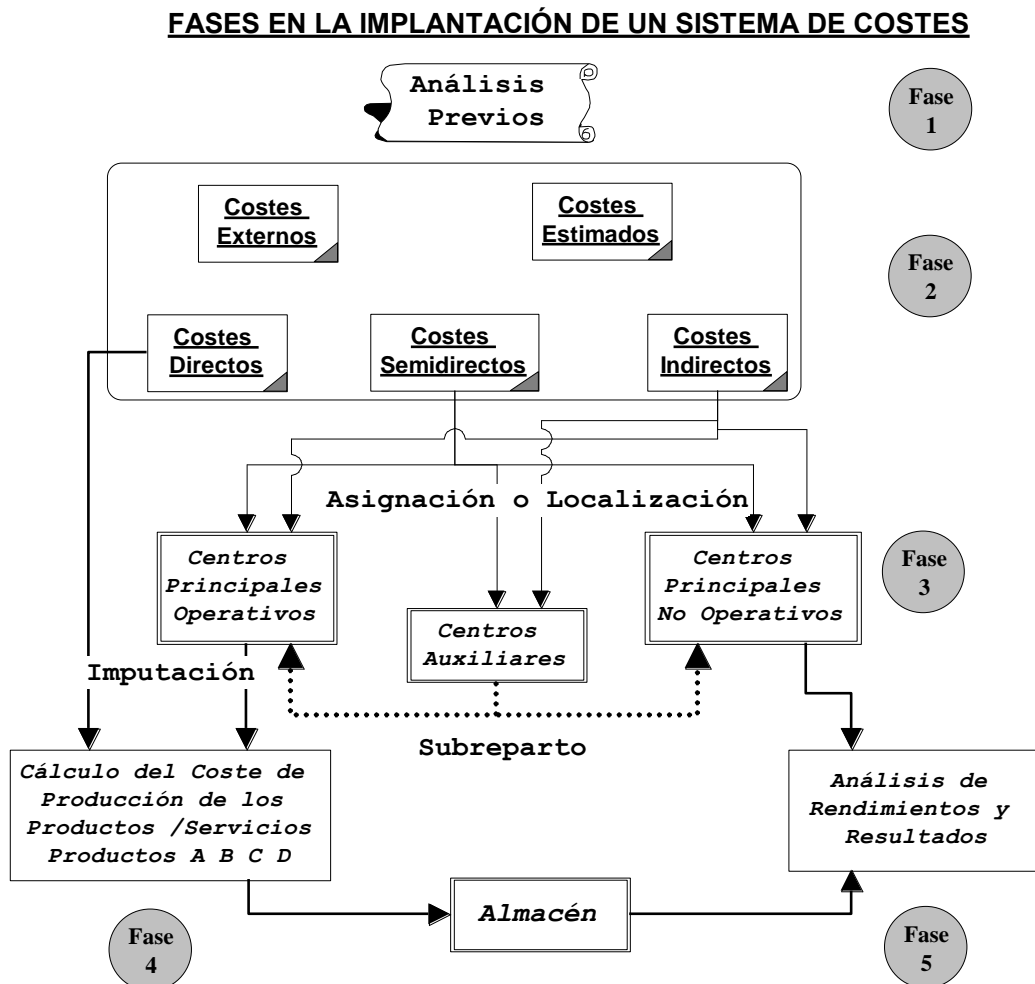 FASES EN LA IMPLANTACIÓN DE UN SISTEMA DE COSTES
Análisis
Previos
Fase
1
Costes
Externos
Costes
Estimados
Fase
2
Costes
Directos
Costes
Semidirectos
Costes
Indirectos
Asignación o Localización
Centros
Principales
Operativos
Centros
Auxiliares
Centros
Principales
No Operativos
Fase
3
Imputación
Subreparto
Cálculo del Coste de
Producción de los
Productos /Servicios
Productos A B C D
Análisis de
Rendimientos y
Resultados
Almacén
Fase
4
Fase
5